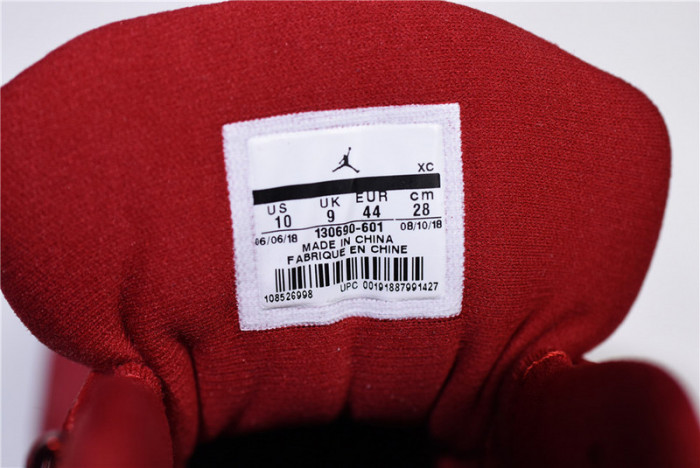 XC
US UK EUR cm
10 9 44 28
06/06/18 130690-601 08/10/18
MADE IN CHINA
FABRIQUE EN CHINE
108526998 UPC 00191887991427